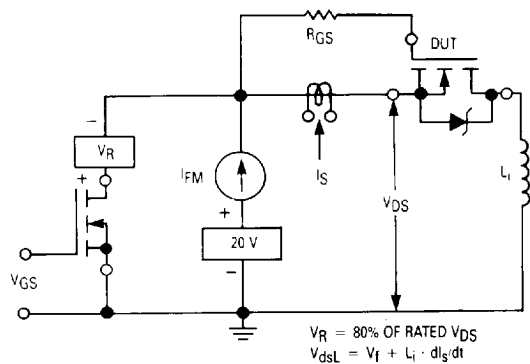 RGS
DUT
−
VR
+
IFM
IS
Li
VDS
+
20 V
−
VGS
VR = 80% OF RATED VDS
VdsL = Vf + Li · dIs/dt